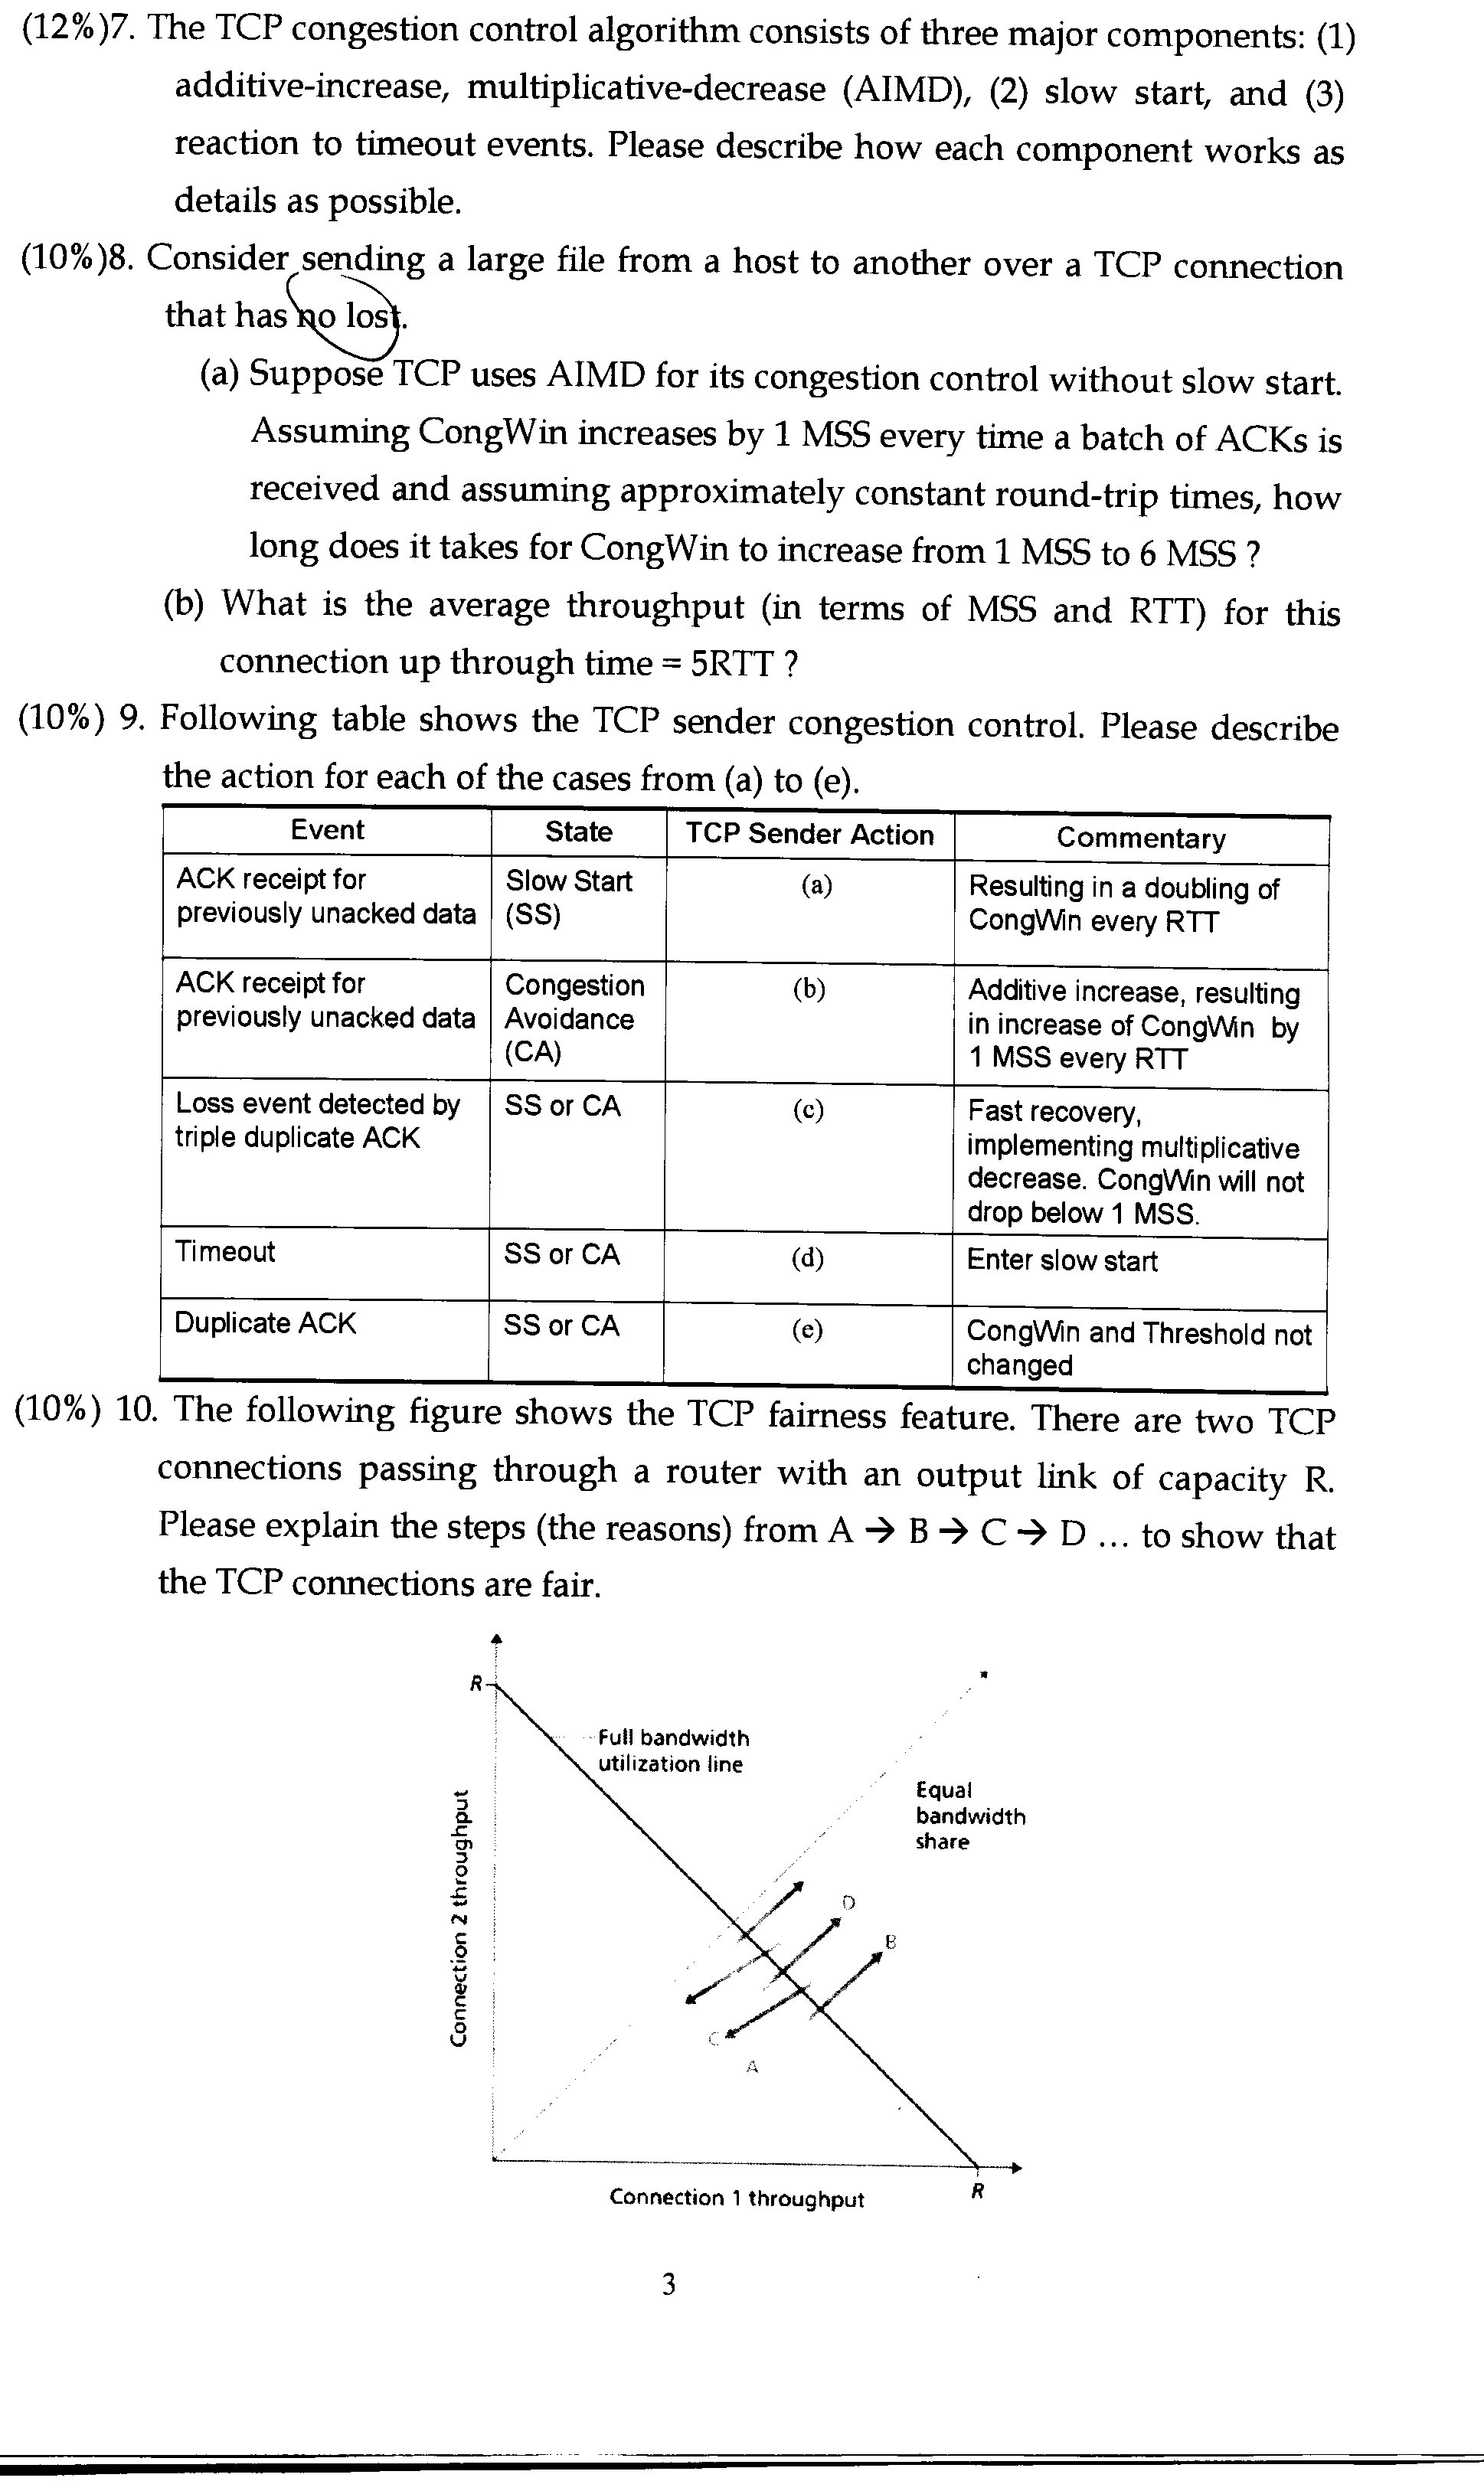 (12%)7. The TCP congestion control algorithm consists of three major components: (1)
additive-increase, multiplicative-decrease (AIMD), (2) slow start, and (3)
reaction to timeout events. Please describe how each component works as
details as possible.
(10%)8. Consider sending a large file from a host to another over a TCP connection
that has no lost.
(a) Suppose TCP uses AIMD for its congestion control without slow start.
Assuming CongWin increases by 1 MSS every time a batch of ACKs is
received and assuming approximately constant round-trip times, how
long does it takes for CongWin to increase from 1 MSS to 6 MSS ?
(b) What is the average throughput (in terms of MSS and RTT) for this
connection up through time = 5RTT ?
(10%) 9. Following table shows the TCP sender congestion control. Please describe
the action for each of the cases from (a) to (e).
Event State TCP Sender Action Commentary
ACK receipt for
previously unacked data
Slow Start
(SS)
(a)
Resulting in a doubling of
CongWin every RTT
ACK receipt for
previously unacked data
Congestion
Avoidance
(CA)
(b)
Additive increase, resulting
in increase of CongWin by
1 MSS every RTT
Loss event detected by
triple duplicate ACK
SS or CA
(c)
Fast recovery,
implementing multiplicative
decrease. CongWin will not
drop below 1 MSS.
Timeout
SS or CA
(d)
Enter slow start
Duplicate ACK
SS or CA
(e)
CongWin and Threshold not
changed
(10%) 10. The following figure shows the TCP fairness feature. There are two TCP
connections passing through a router with an output link of capacity R.
Please explain the steps (the reasons) from A → B → C → D ... to show that
the TCP connections are fair.
R
Full bandwidth
utilization line
Equal
bandwidth
share
Connection 2 throughput
D
B
C
A
R
Connection 1 throughput
3